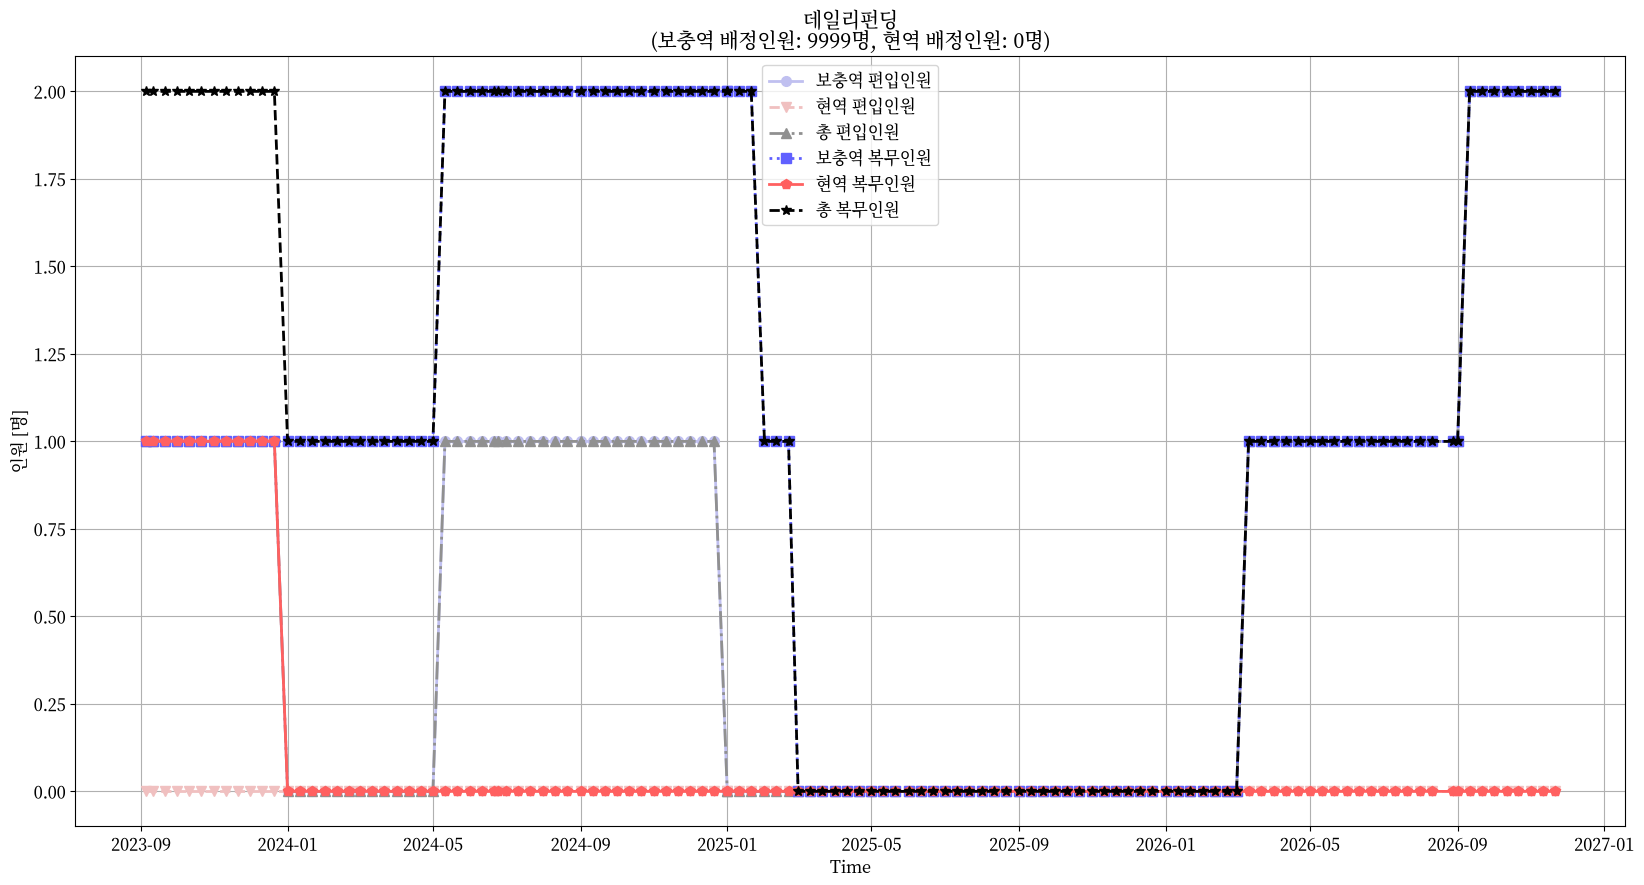 데일리펀딩
(보충역 배정인원: 9999명, 현역 배정인원: 0명)
보충역 편입인원
현역 편입인원
총 편입인원
보충역 복무인원
현역 복무인원
총 복무인원
인원 [명]
2.00
1.75
1.50
1.25
1.00
0.75
0.50
0.25
0.00
2023-09 2024-01 2024-05 2024-09 2025-01 2025-05 2025-09 2026-01 2026-05 2026-09 2027-01
Time